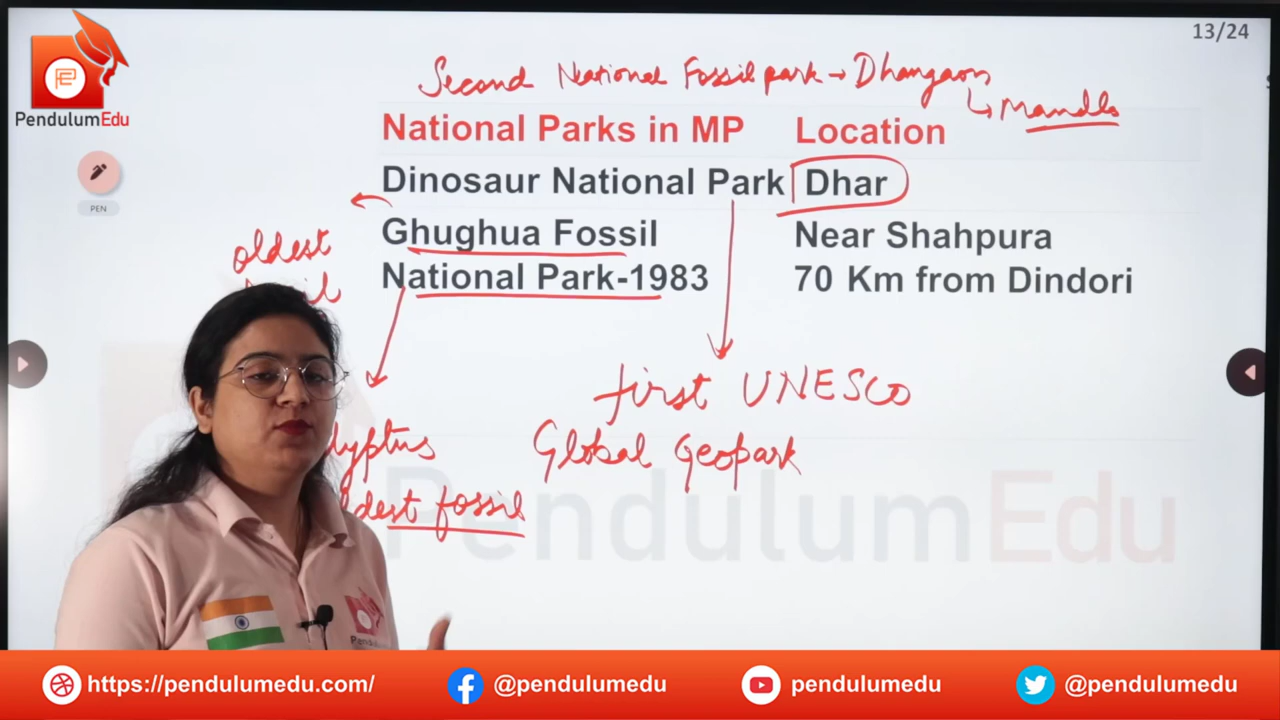 13/24
PendulumEdu
PEN
Second National Fossil park → Dhangaon
↳ Mandla
National Parks in MP Location
Dinosaur National Park Dhar
Ghughua Fossil Near Shahpura
National Park-1983 70 Km from Dindori
oldest
first UNESCO
Global Geopark
lyptus
dest fossil
PendulumEdu
https://pendulumedu.com/ @pendulumedu pendulumedu @pendulumedu